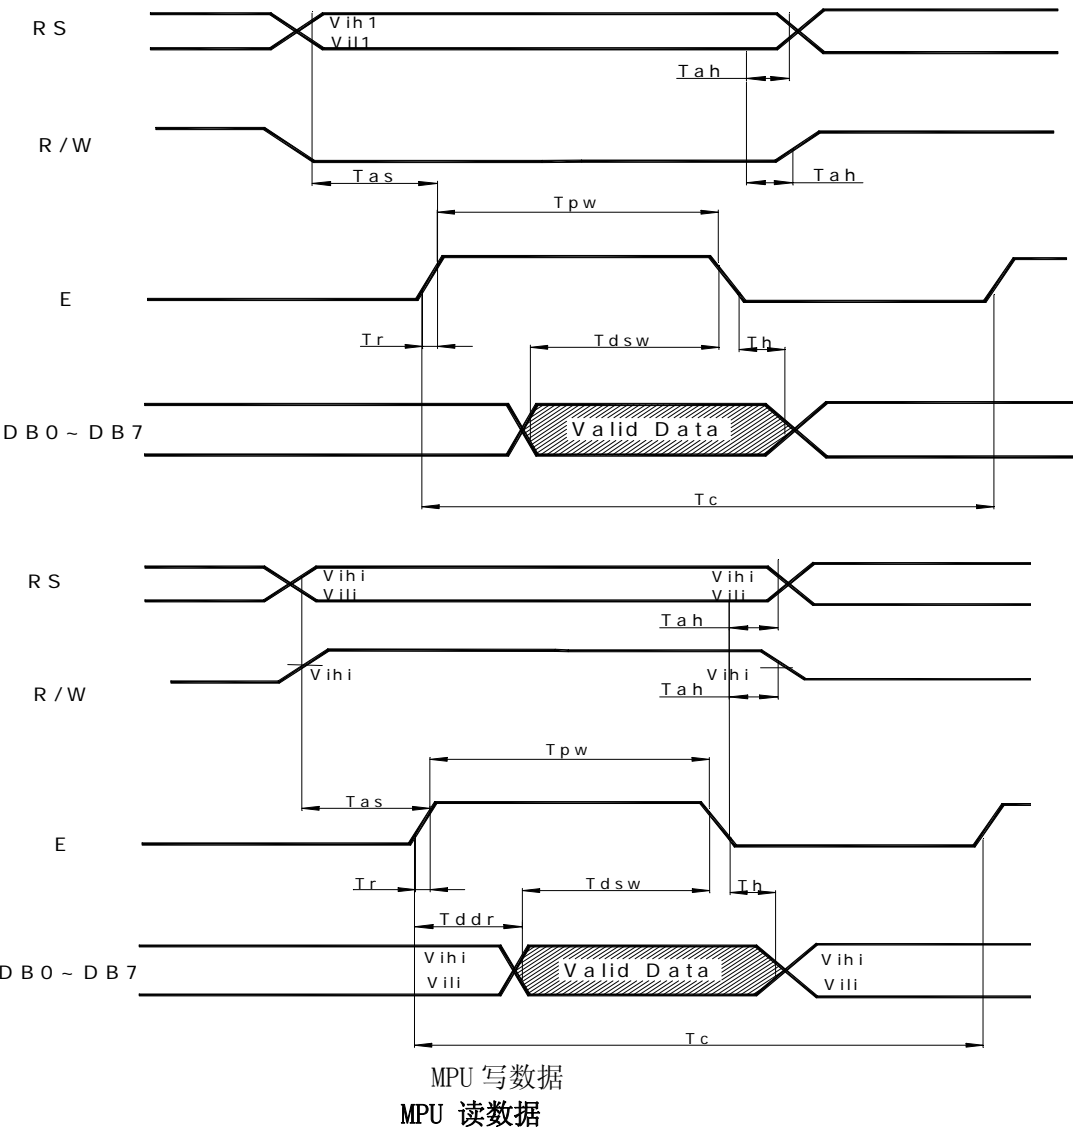 RS
Vih1
Vil1
Tah
R/W
Tas
Tah
Tpw
E
Tr
Tdsw
Th
DB0~DB7
Valid Data
Tc
RS
Vihi
Vihi
Vili
Vili
Tah
R/W
Vihi
Vihi
Tah
Tpw
Tas
E
Tr
Tdsw
Th
Tddr
DB0~DB7
Vihi
Vili
Valid Data
Vihi
Vili
Tc
MPU 写数据
MPU 读数据